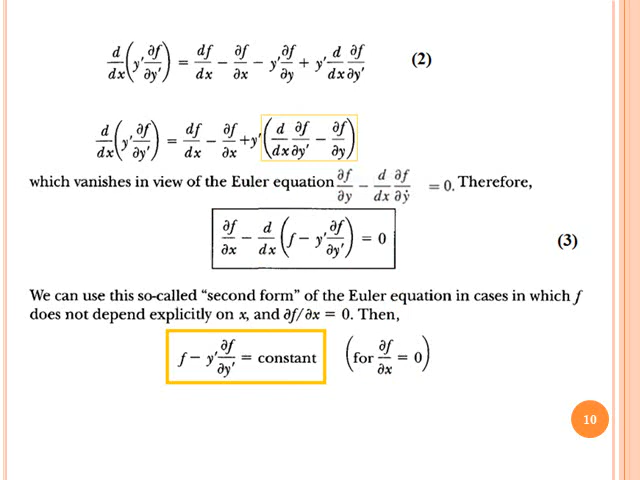 d/dx(y′ ∂f/∂y′) = df/dx − ∂f/∂x − y′ ∂f/∂y + y′ d/dx ∂f/∂y′ (2)
d/dx(y′ ∂f/∂y′) = df/dx − ∂f/∂x +y′(d/dx ∂f/∂y′ − ∂f/∂y)
which vanishes in view of the Euler equation ∂f/∂y − d/dx ∂f/∂ẏ = 0. Therefore,
∂f/∂x − d/dx(f − y′ ∂f/∂y′) = 0 (3)
We can use this so-called “second form” of the Euler equation in cases in which f
does not depend explicitly on x, and ∂f/∂x = 0. Then,
f − y′ ∂f/∂y′ = constant (for ∂f/∂x = 0)
10